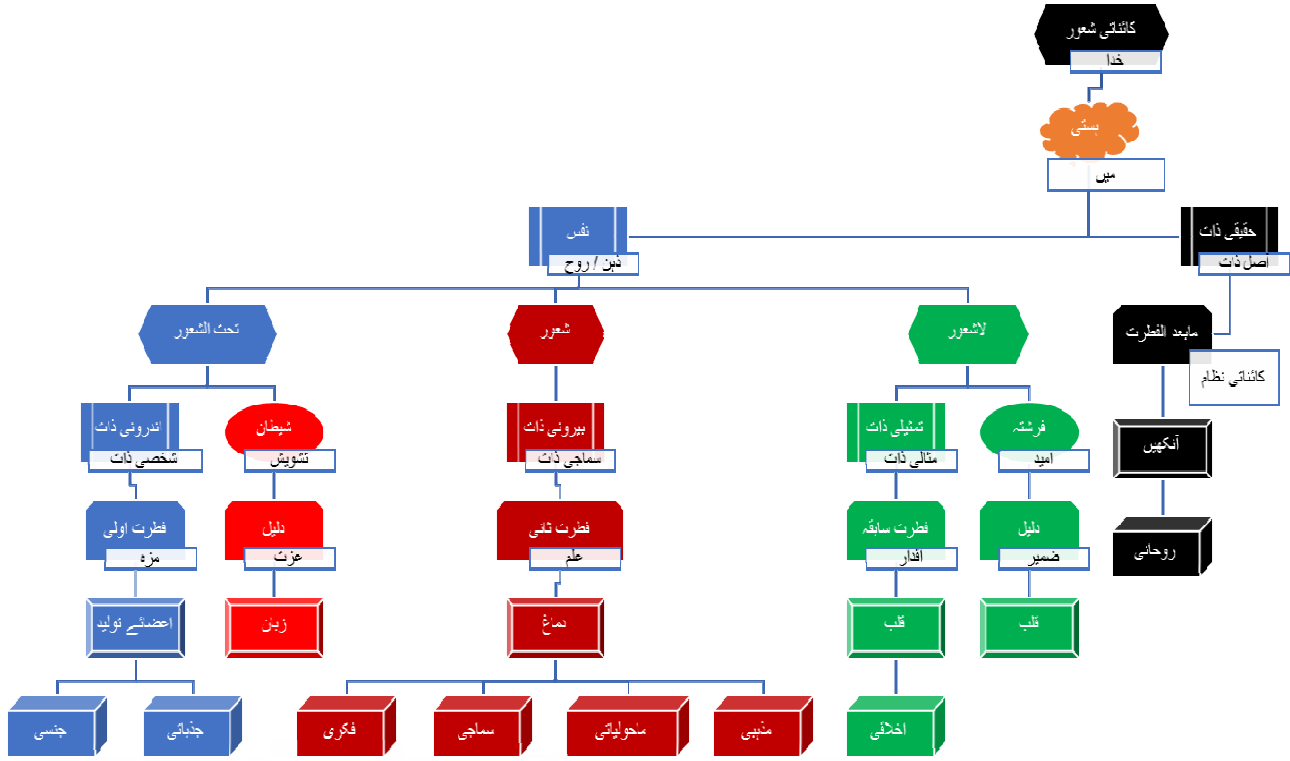 کائناتی شعور
خدا
ہستی
میں
حقیقی ذات
اصل ذات
نفس
ذہن / روح
مابعد الفطرت
کائناتی نظام
لاشعور
شعور
تحت الشعور
آنکھیں
فرشتہ
امید
تمثیلی ذات
مثالی ذات
بیرونی ذات
سماجی ذات
شیطان
تشویش
اندرونی ذات
شخصی ذات
روحانی
دلیل
ضمیر
فطرت سابقہ
اقدار
فطرت ثانی
علم
دلیل
عزت
فطرت اولی
مزہ
قلب
قلب
دماغ
زبان
اعضائے تولید
اخلاقی
مذہبی
ماحولیاتی
سماجی
فکری
جذباتی
جنسی